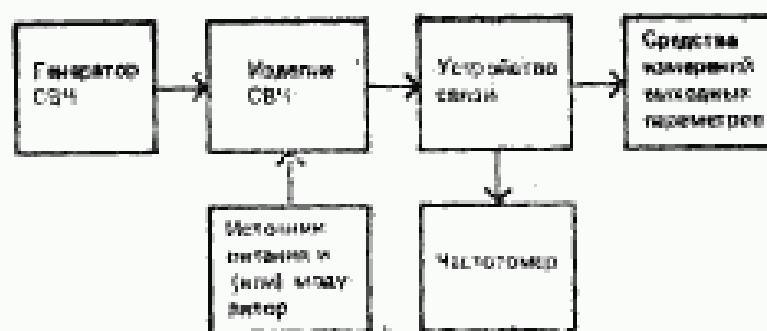 Генератор
СВЧ
Изделие
СВЧ
Устройство
связи
Средства
измерений
выходных
параметров
Источник
питания и
(или) моду-
лятор
Частотомер